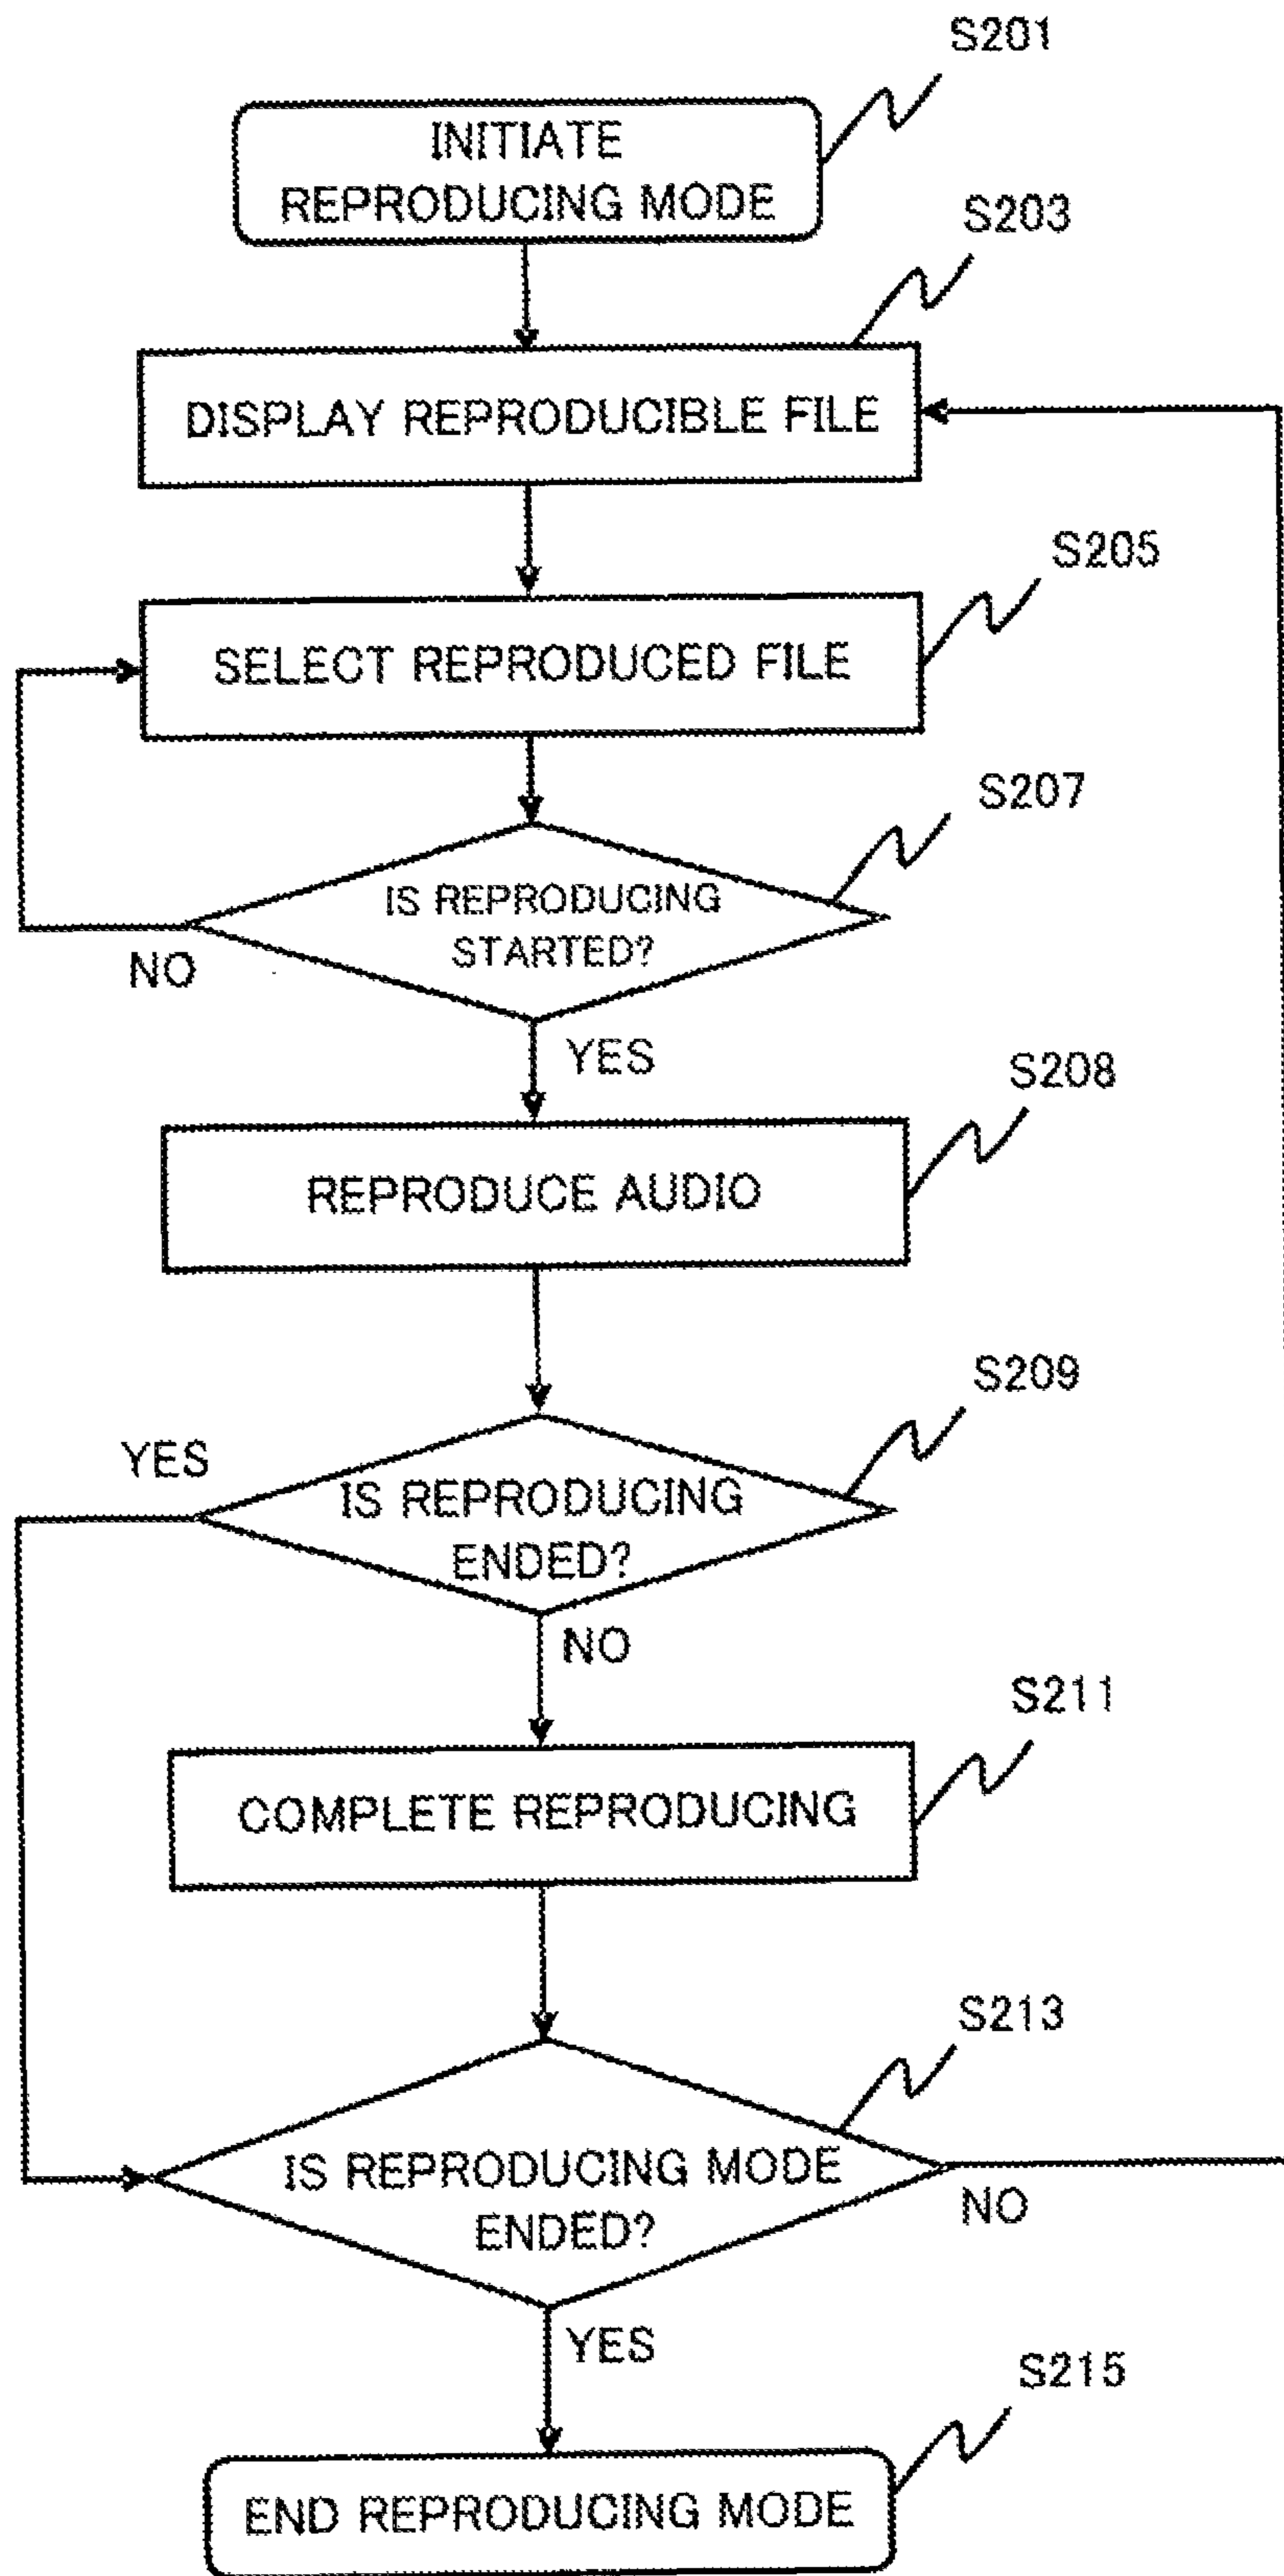 S201
INITIATE
REPRODUCING MODE
S203
DISPLAY REPRODUCIBLE FILE
S205
SELECT REPRODUCED FILE
S207
IS REPRODUCING
STARTED?
NO
YES
S208
REPRODUCE AUDIO
S209
YES
IS REPRODUCING
ENDED?
NO
S211
COMPLETE REPRODUCING
S213
IS REPRODUCING MODE
ENDED?
NO
YES
S215
END REPRODUCING MODE